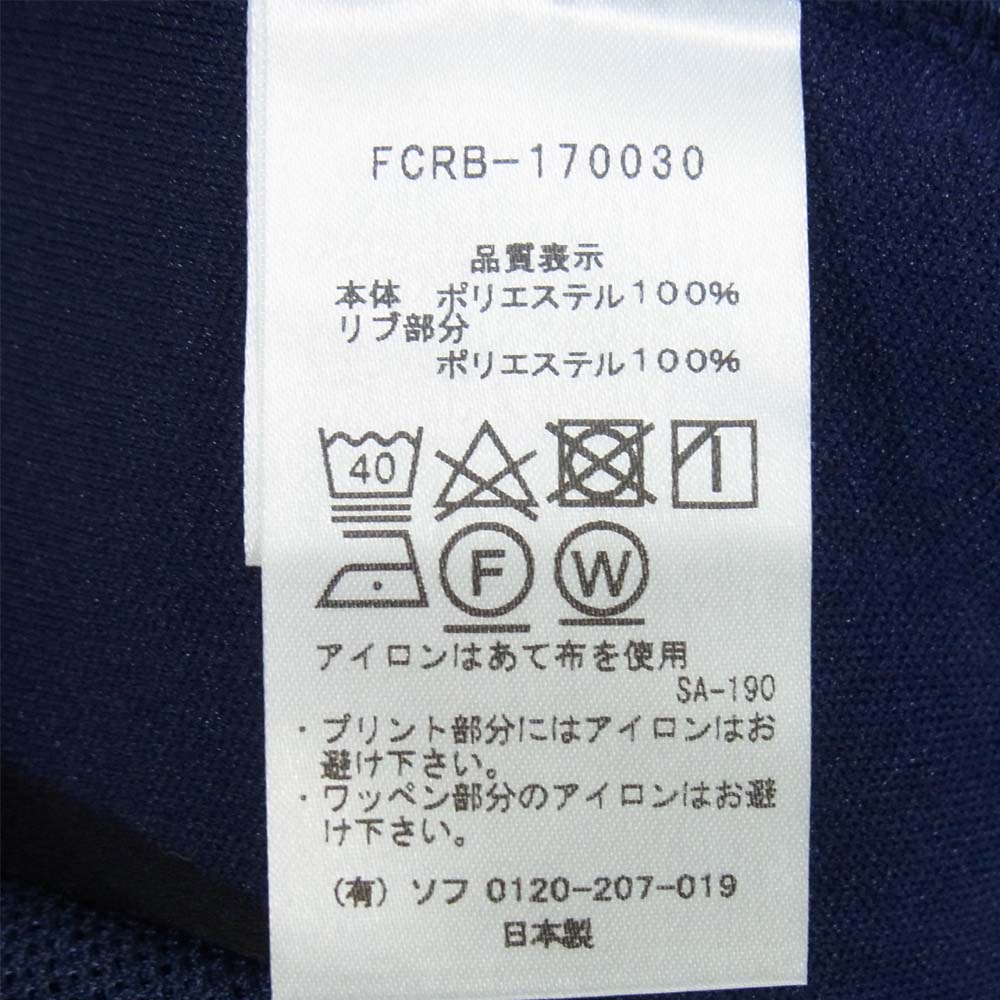 FCRB-170030
品質表示
本体 ポリエステル100%
リブ部分
ポリエステル100%
40
F W
アイロンはあて布を使用
SA-190
・プリント部分にはアイロンはお
避け下さい。
・ワッペン部分のアイロンはお避
け下さい。
(有) ソフ 0120-207-019
日本製